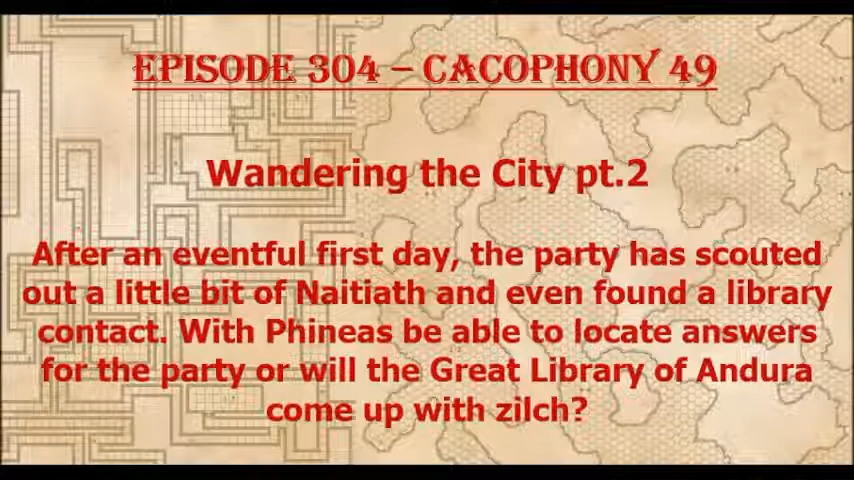 EPISODE 304 – CACOPHONY 49
Wandering the City pt.2
After an eventful first day, the party has scouted
out a little bit of Naitiath and even found a library
contact. With Phineas be able to locate answers
for the party or will the Great Library of Andura
come up with zilch?